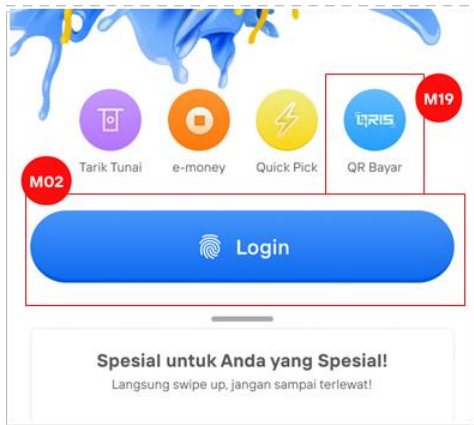 QRIS
M19
Tarik Tunai
e-money
Quick Pick
QR Bayar
M02
Login
Spesial untuk Anda yang Spesial!
Langsung swipe up, jangan sampai terlewat!